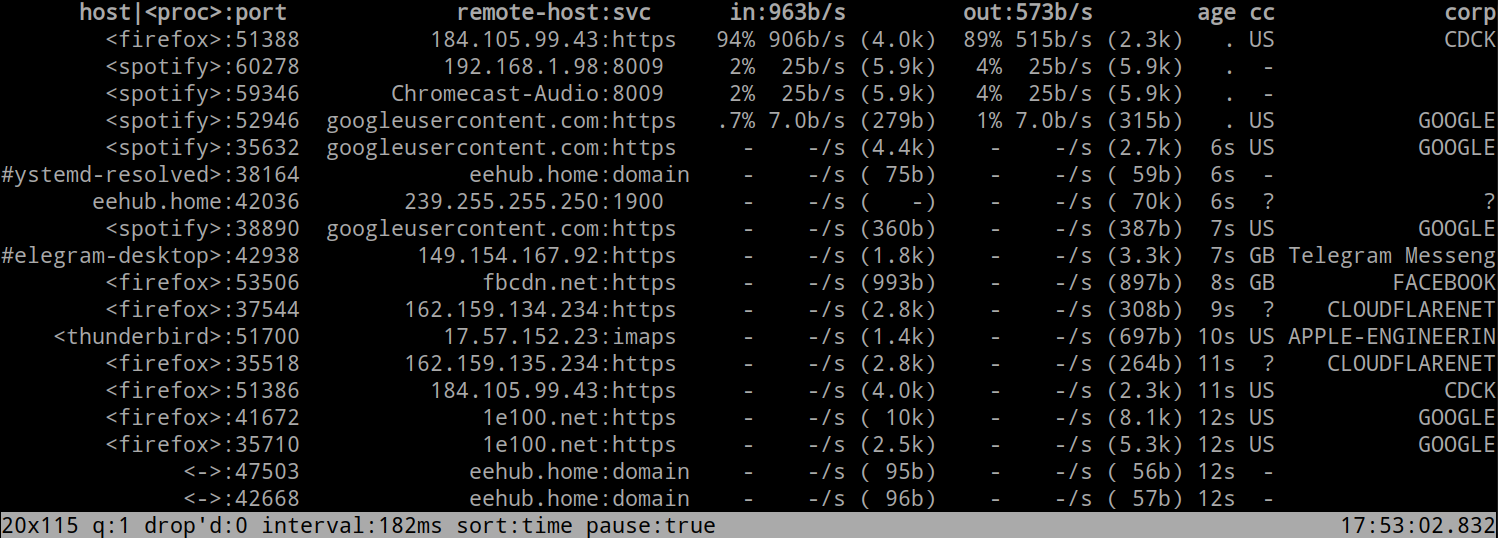 host|<proc>:port remote-host:svc in:963b/s out:573b/s age cc corp
<firefox>:51388 184.105.99.43:https 94% 906b/s (4.0k) 89% 515b/s (2.3k) . US CDCK
<spotify>:60278 192.168.1.98:8009 2% 25b/s (5.9k) 4% 25b/s (5.9k) . -
<spotify>:59346 Chromecast-Audio:8009 2% 25b/s (5.9k) 4% 25b/s (5.9k) . -
<spotify>:52946 googleusercontent.com:https .7% 7.0b/s (279b) 1% 7.0b/s (315b) . US GOOGLE
<spotify>:35632 googleusercontent.com:https - -/s (4.4k) - -/s (2.7k) 6s US GOOGLE
#ystemd-resolved>:38164 eehub.home:domain - -/s ( 75b) - -/s ( 59b) 6s -
eehub.home:42036 239.255.255.250:1900 - -/s ( -) - -/s ( 70k) 6s ? ?
<spotify>:38890 googleusercontent.com:https - -/s (360b) - -/s (387b) 7s US GOOGLE
#elegram-desktop>:42938 149.154.167.92:https - -/s (1.8k) - -/s (3.3k) 7s GB Telegram Messeng
<firefox>:53506 fbcdn.net:https - -/s (993b) - -/s (897b) 8s GB FACEBOOK
<firefox>:37544 162.159.134.234:https - -/s (2.8k) - -/s (308b) 9s ? CLOUDFLARENET
<thunderbird>:51700 17.57.152.23:imaps - -/s (1.4k) - -/s (697b) 10s US APPLE-ENGINEERIN
<firefox>:35518 162.159.135.234:https - -/s (2.8k) - -/s (264b) 11s ? CLOUDFLARENET
<firefox>:51386 184.105.99.43:https - -/s (4.0k) - -/s (2.3k) 11s US CDCK
<firefox>:41672 1e100.net:https - -/s ( 10k) - -/s (8.1k) 12s US GOOGLE
<firefox>:35710 1e100.net:https - -/s (2.5k) - -/s (5.3k) 12s US GOOGLE
<->:47503 eehub.home:domain - -/s ( 95b) - -/s ( 56b) 12s -
<->:42668 eehub.home:domain - -/s ( 96b) - -/s ( 57b) 12s -
20x115 q:1 drop'd:0 interval:182ms sort:time pause:true 17:53:02.832